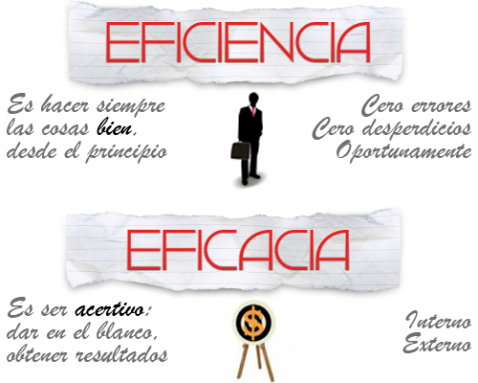 EFICIENCIA
Es hacer siempre
las cosas bien,
desde el principio
Cero errores
Cero desperdicios
Oportunamente
EFICACIA
Es ser acertivo:
dar en el blanco,
obtener resultados
$
Interno
Externo